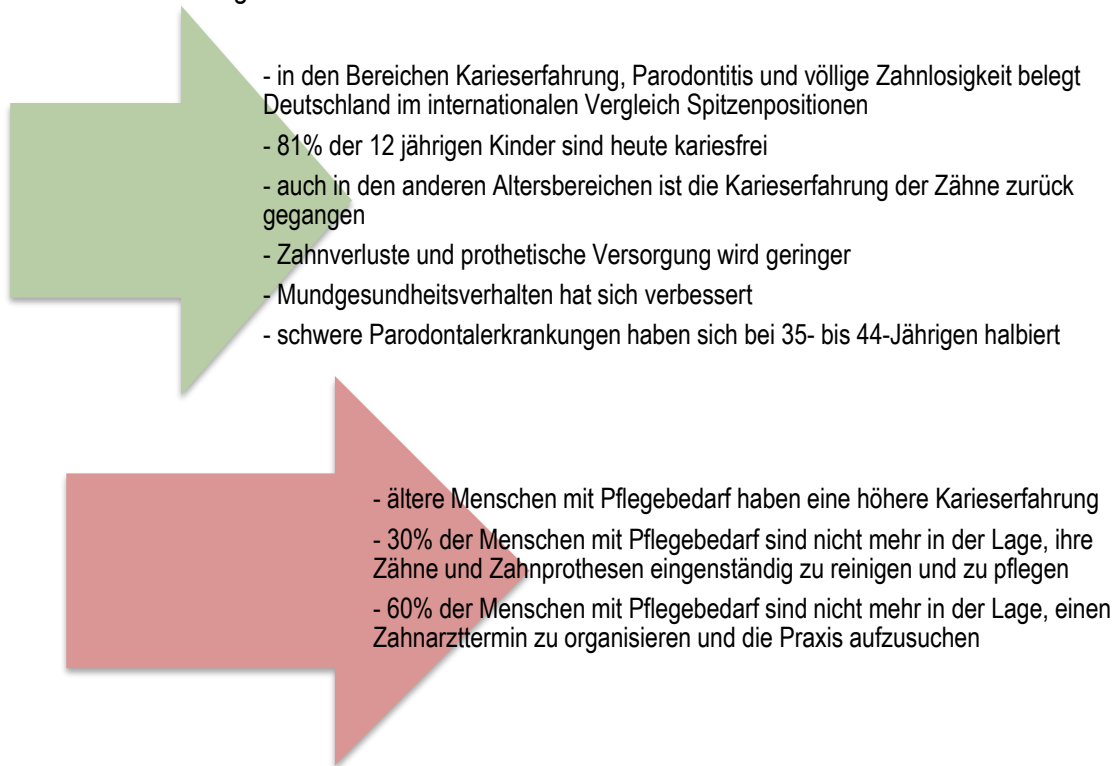 - in den Bereichen Karieserfahrung, Parodontitis und völlige Zahnlosigkeit belegt
Deutschland im internationalen Vergleich Spitzenpositionen
- 81% der 12 jährigen Kinder sind heute kariesfrei
- auch in den anderen Altersbereichen ist die Karieserfahrung der Zähne zurück
gegangen
- Zahnverluste und prothetische Versorgung wird geringer
- Mundgesundheitsverhalten hat sich verbessert
- schwere Parodontalerkrankungen haben sich bei 35- bis 44-Jährigen halbiert
- ältere Menschen mit Pflegebedarf haben eine höhere Karieserfahrung
- 30% der Menschen mit Pflegebedarf sind nicht mehr in der Lage, ihre
Zähne und Zahnprothesen eingenständig zu reinigen und zu pflegen
- 60% der Menschen mit Pflegebedarf sind nicht mehr in der Lage, einen
Zahnarzttermin zu organisieren und die Praxis aufzusuchen